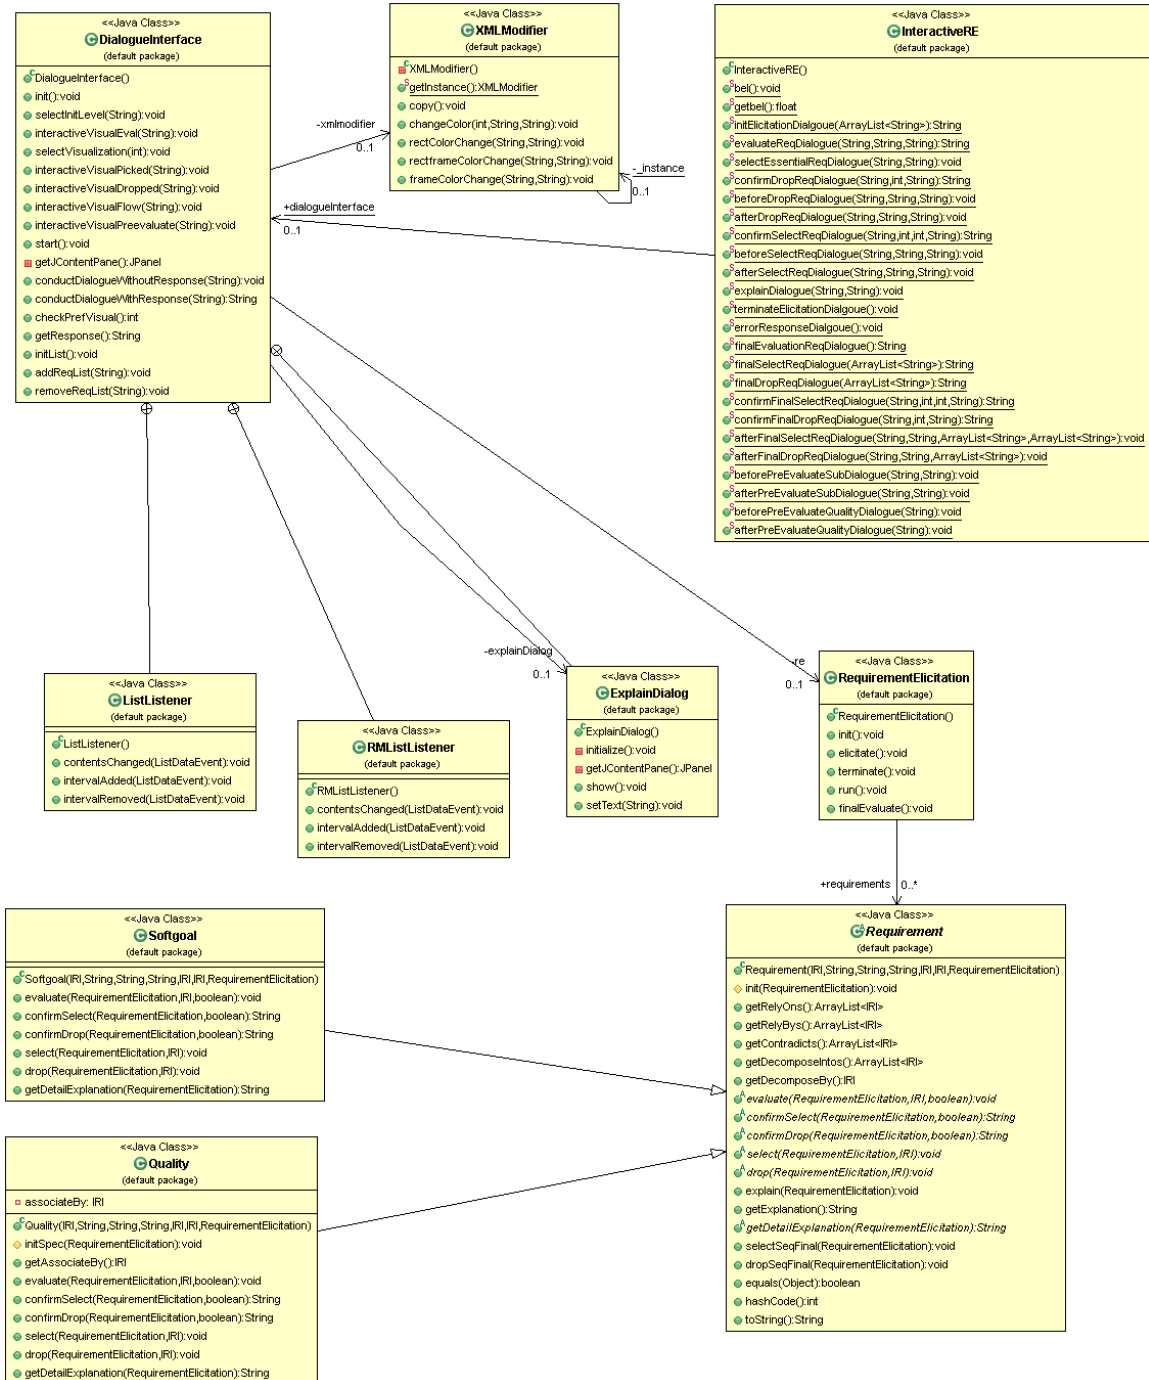 <<Java Class>>
DialogueInterface
(default package)
DialogueInterface()
init():void
selectInitLevel(String):void
interactiveVisualEval(String):void
selectVisualization(int):void
interactiveVisualPicked(String):void
interactiveVisualDropped(String):void
interactiveVisualFlow(String):void
interactiveVisualPreevaluate(String):void
start():void
getJContentPane():JPanel
conductDialogueWithoutResponse(String):void
conductDialogueWithResponse(String):String
checkPrefVisual():int
getResponse():String
initList():void
addReqList(String):void
removeReqList(String):void
<<Java Class>>
XMLModifier
(default package)
XMLModifier()
getInstance():XMLModifier
copy():void
changeColor(int,String,String):void
rectColorChange(String,String):void
rectframeColorChange(String,String):void
frameColorChange(String,String):void
<<Java Class>>
InteractiveRE
(default package)
InteractiveRE()
bel():void
getbel():float
initElicitationDialgoue(ArrayList<String>):String
evaluateReqDialogue(String,String,String):String
selectEssentialReqDialogue(String,String):void
confirmDropReqDialogue(String,int,String):String
beforeDropReqDialogue(String,String,String):void
afterDropReqDialogue(String,String,String):void
confirmSelectReqDialogue(String,int,int,String):String
beforeSelectReqDialogue(String,String,String):void
afterSelectReqDialogue(String,String,String):void
explainDialogue(String,String):void
terminateElicitationDialgoue():void
errorResponseDialgoue():void
finalEvaluationReqDialogue():String
finalSelectReqDialogue(ArrayList<String>):String
finalDropReqDialogue(ArrayList<String>):String
confirmFinalSelectReqDialogue(String,int,int,String):String
confirmFinalDropReqDialogue(String,int,String):String
afterFinalSelectReqDialogue(String,String,ArrayList<String>,ArrayList<String>):void
afterFinalDropReqDialogue(String,String,ArrayList<String>):void
beforePreEvaluateSubDialogue(String,String):void
afterPreEvaluateSubDialogue(String,String):void
beforePreEvaluateQualityDialogue(String):void
afterPreEvaluateQualityDialogue(String):void
-xmlmodifier
0..1
-_instance
0..1
+dialogueInterface
0..1
-explainDialog
0..1
-re
0..1
<<Java Class>>
ListListener
(default package)
ListListener()
contentsChanged(ListDataEvent):void
intervalAdded(ListDataEvent):void
intervalRemoved(ListDataEvent):void
<<Java Class>>
RMListListener
(default package)
RMListListener()
contentsChanged(ListDataEvent):void
intervalAdded(ListDataEvent):void
intervalRemoved(ListDataEvent):void
<<Java Class>>
ExplainDialog
(default package)
ExplainDialog()
initialize():void
getJContentPane():JPanel
show():void
setText(String):void
<<Java Class>>
RequirementElicitation
(default package)
RequirementElicitation()
init():void
elicitate():void
terminate():void
run():void
finalEvaluate():void
+requirements
0..*
<<Java Class>>
Softgoal
(default package)
Softgoal(IRI,String,String,String,IRI,IRI,RequirementElicitation)
evaluate(RequirementElicitation,IRI,boolean):void
confirmSelect(RequirementElicitation,boolean):String
confirmDrop(RequirementElicitation,boolean):String
select(RequirementElicitation,IRI):void
drop(RequirementElicitation,IRI):void
getDetailExplanation(RequirementElicitation):String
<<Java Class>>
Requirement
(default package)
Requirement(IRI,String,String,String,IRI,IRI,RequirementElicitation)
init(RequirementElicitation):void
getRelyOns():ArrayList<IRI>
getRelyBys():ArrayList<IRI>
getContradicts():ArrayList<IRI>
getDecomposeIntos():ArrayList<IRI>
getDecomposeBy():IRI
evaluate(RequirementElicitation,IRI,boolean):void
confirmSelect(RequirementElicitation,boolean):String
confirmDrop(RequirementElicitation,boolean):String
select(RequirementElicitation,IRI):void
drop(RequirementElicitation,IRI):void
explain(RequirementElicitation):void
getExplanation():String
getDetailExplanation(RequirementElicitation):String
selectSeqFinal(RequirementElicitation):void
dropSeqFinal(RequirementElicitation):void
equals(Object):boolean
hashCode():int
toString():String
<<Java Class>>
Quality
(default package)
associateBy: IRI
Quality(IRI,String,String,String,IRI,IRI,RequirementElicitation)
initSpec(RequirementElicitation):void
getAssociateBy():IRI
evaluate(RequirementElicitation,IRI,boolean):void
confirmSelect(RequirementElicitation,boolean):String
confirmDrop(RequirementElicitation,boolean):String
select(RequirementElicitation,IRI):void
drop(RequirementElicitation,IRI):void
getDetailExplanation(RequirementElicitation):String